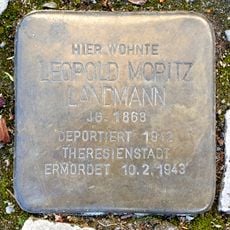 HIER WOHNTE
LEOPOLD MORITZ
LANDMANN
JG. 1868
DEPORTIERT 1942
THERESIENSTADT
ERMORDET 10.2.1943